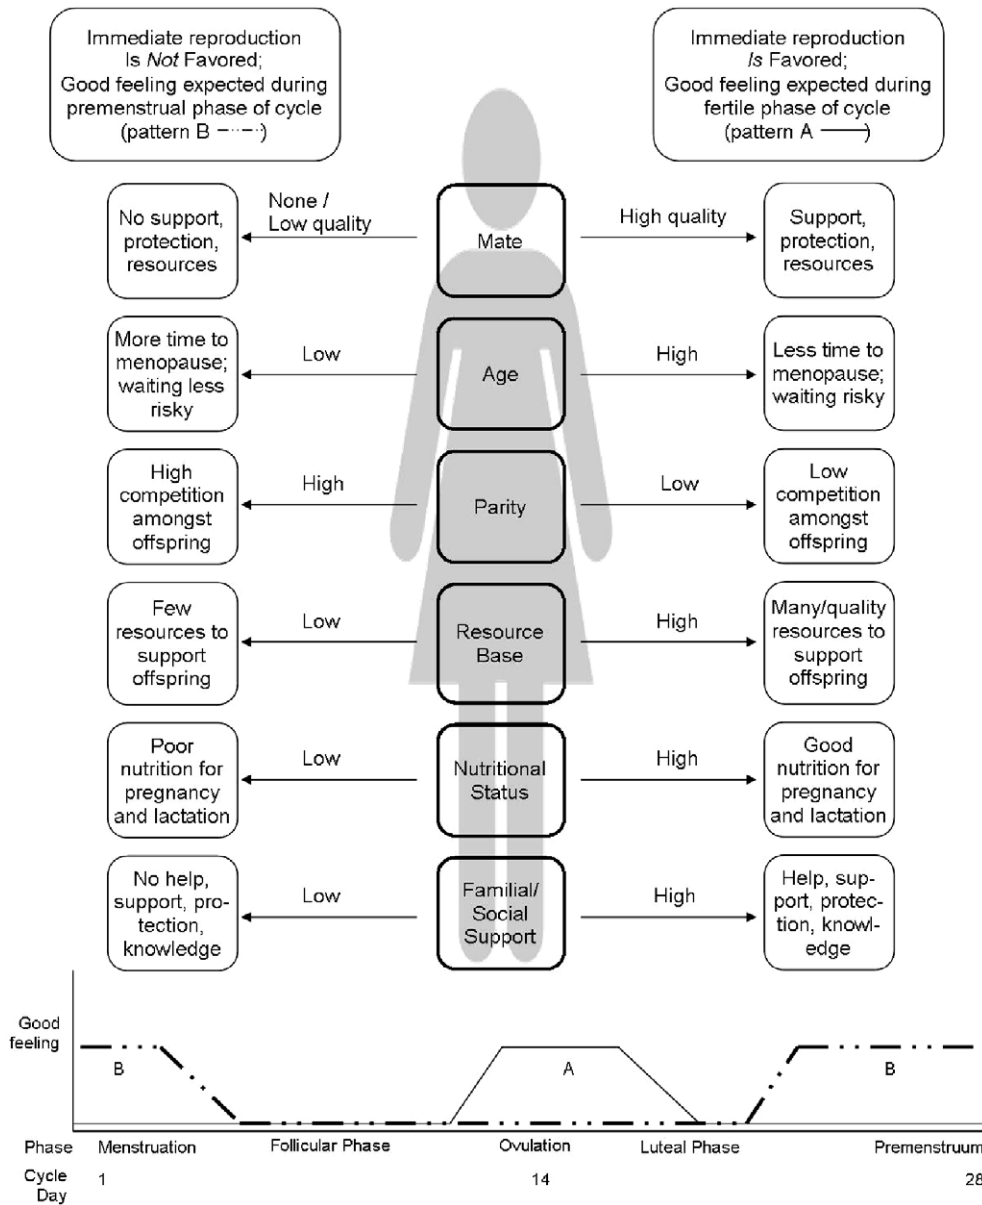 Immediate reproduction
Is Not Favored;
Good feeling expected during
premenstrual phase of cycle
(pattern B —··—··)
Immediate reproduction
Is Favored;
Good feeling expected during
fertile phase of cycle
(pattern A ——)
No support,
protection,
resources
None /
Low quality
Mate
High quality
Support,
protection,
resources
More time to
menopause;
waiting less
risky
Low
Age
High
Less time to
menopause;
waiting risky
High
competition
amongst
offspring
High
Parity
Low
Low
competition
amongst
offspring
Few
resources to
support
offspring
Low
Resource
Base
High
Many/quality
resources to
support
offspring
Poor
nutrition for
pregnancy
and lactation
Low
Nutritional
Status
High
Good
nutrition for
pregnancy
and lactation
No help,
support, pro-
tection,
knowledge
Low
Familial/
Social
Support
High
Help, sup-
port, protec-
tion, knowl-
edge
Good
feeling
B
A
B
Phase Menstruation Follicular Phase Ovulation Luteal Phase Premenstruum
Cycle
Day
1 14 28